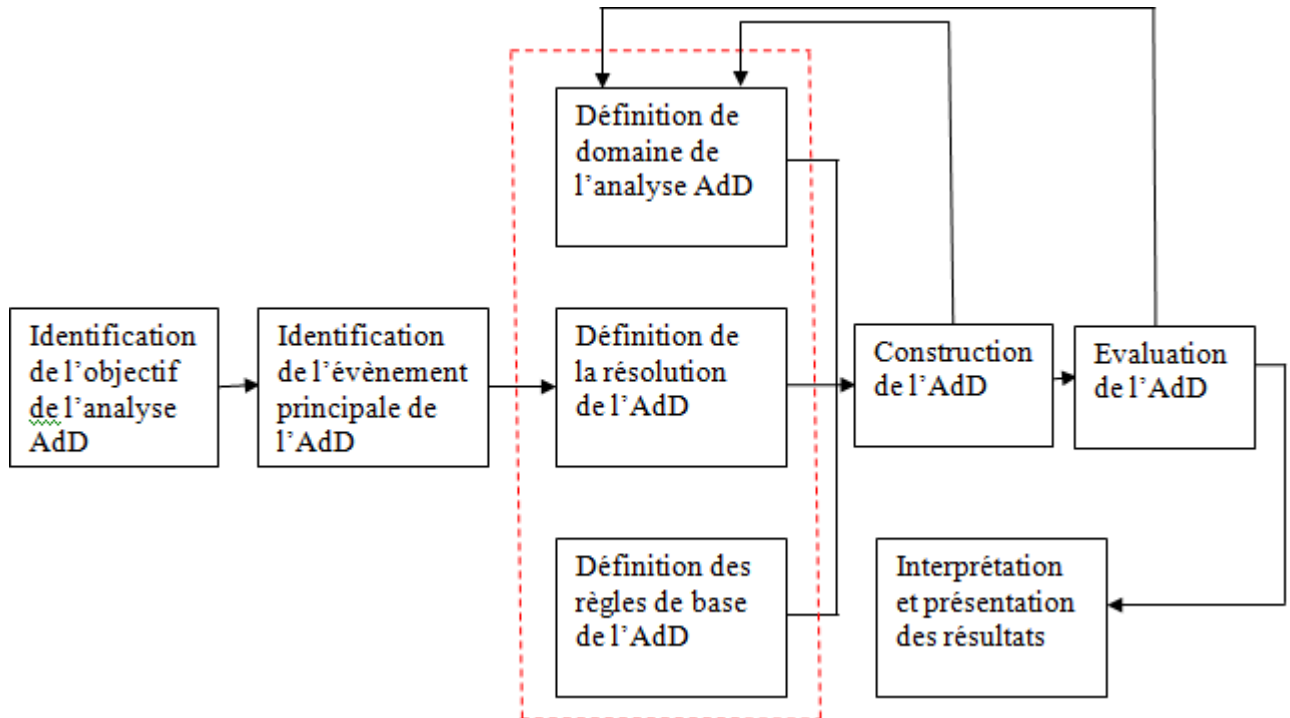 Définition de
domaine de
l'analyse AdD
Identification
de l'objectif
de l'analyse
AdD
Identification
de l'évènement
principale de
l'AdD
Définition de
la résolution
de l'AdD
Construction
de l'AdD
Evaluation
de l'AdD
Définition des
règles de base
de l'AdD
Interprétation
et présentation
des résultats